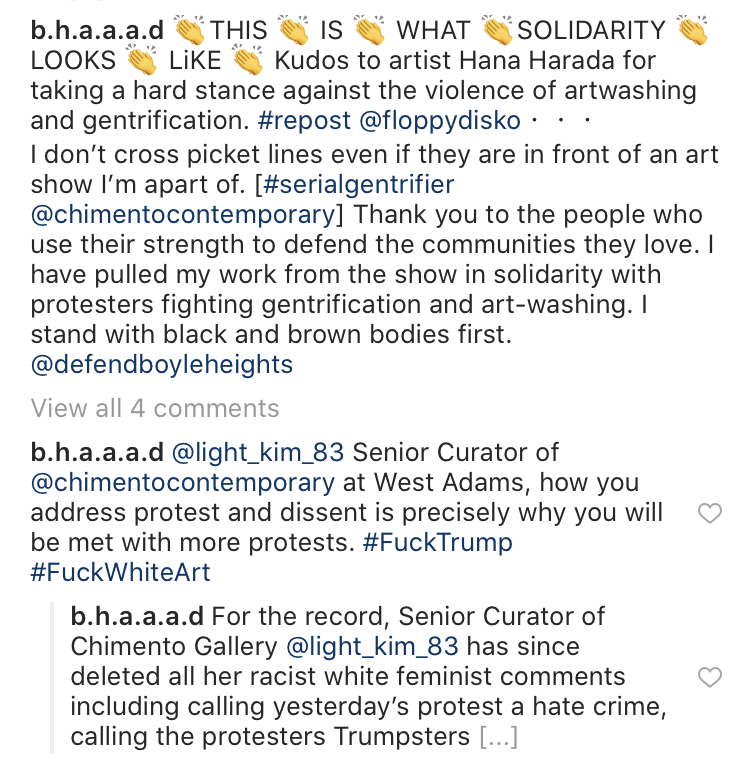 b.h.a.a.a.d 👏THIS 👏 IS 👏 WHAT 👏SOLIDARITY 👏
LOOKS 👏 LiKE 👏 Kudos to artist Hana Harada for
taking a hard stance against the violence of artwashing
and gentrification. #repost @floppydisko・・・
I don’t cross picket lines even if they are in front of an art
show I’m apart of. [#serialgentrifier
@chimentocontemporary] Thank you to the people who
use their strength to defend the communities they love. I
have pulled my work from the show in solidarity with
protesters fighting gentrification and art-washing. I
stand with black and brown bodies first.
@defendboyleheights
View all 4 comments
b.h.a.a.a.d @light_kim_83 Senior Curator of
@chimentocontemporary at West Adams, how you
address protest and dissent is precisely why you will
be met with more protests. #FuckTrump
#FuckWhiteArt
b.h.a.a.a.d For the record, Senior Curator of
Chimento Gallery @light_kim_83 has since
deleted all her racist white feminist comments
including calling yesterday’s protest a hate crime,
calling the protesters Trumpsters [...]